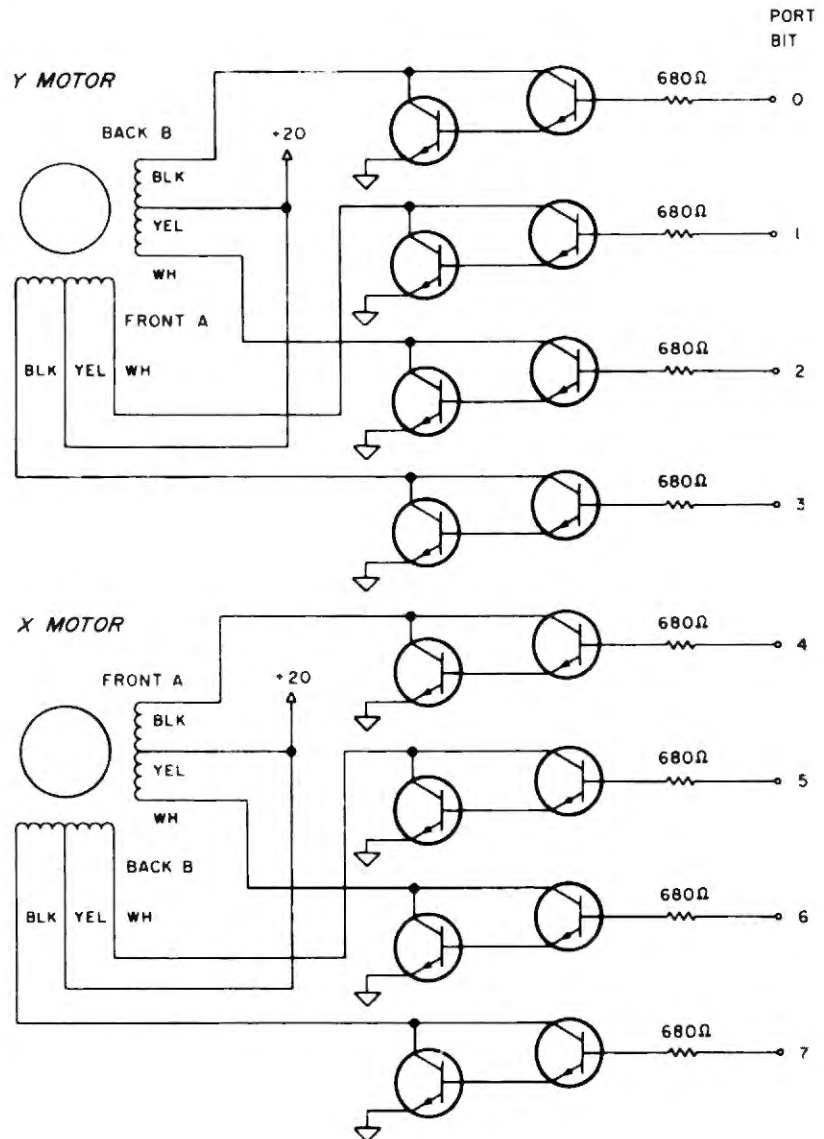 PORT
BIT
Y MOTOR
680Ω
0
BACK B
+20
BLK
YEL
WH
680Ω
1
FRONT A
BLK YEL WH
680Ω
2
680Ω
3
X MOTOR
680Ω
4
FRONT A
+20
BLK
YEL
WH
680Ω
5
BACK B
BLK YEL WH
680Ω
6
680Ω
7